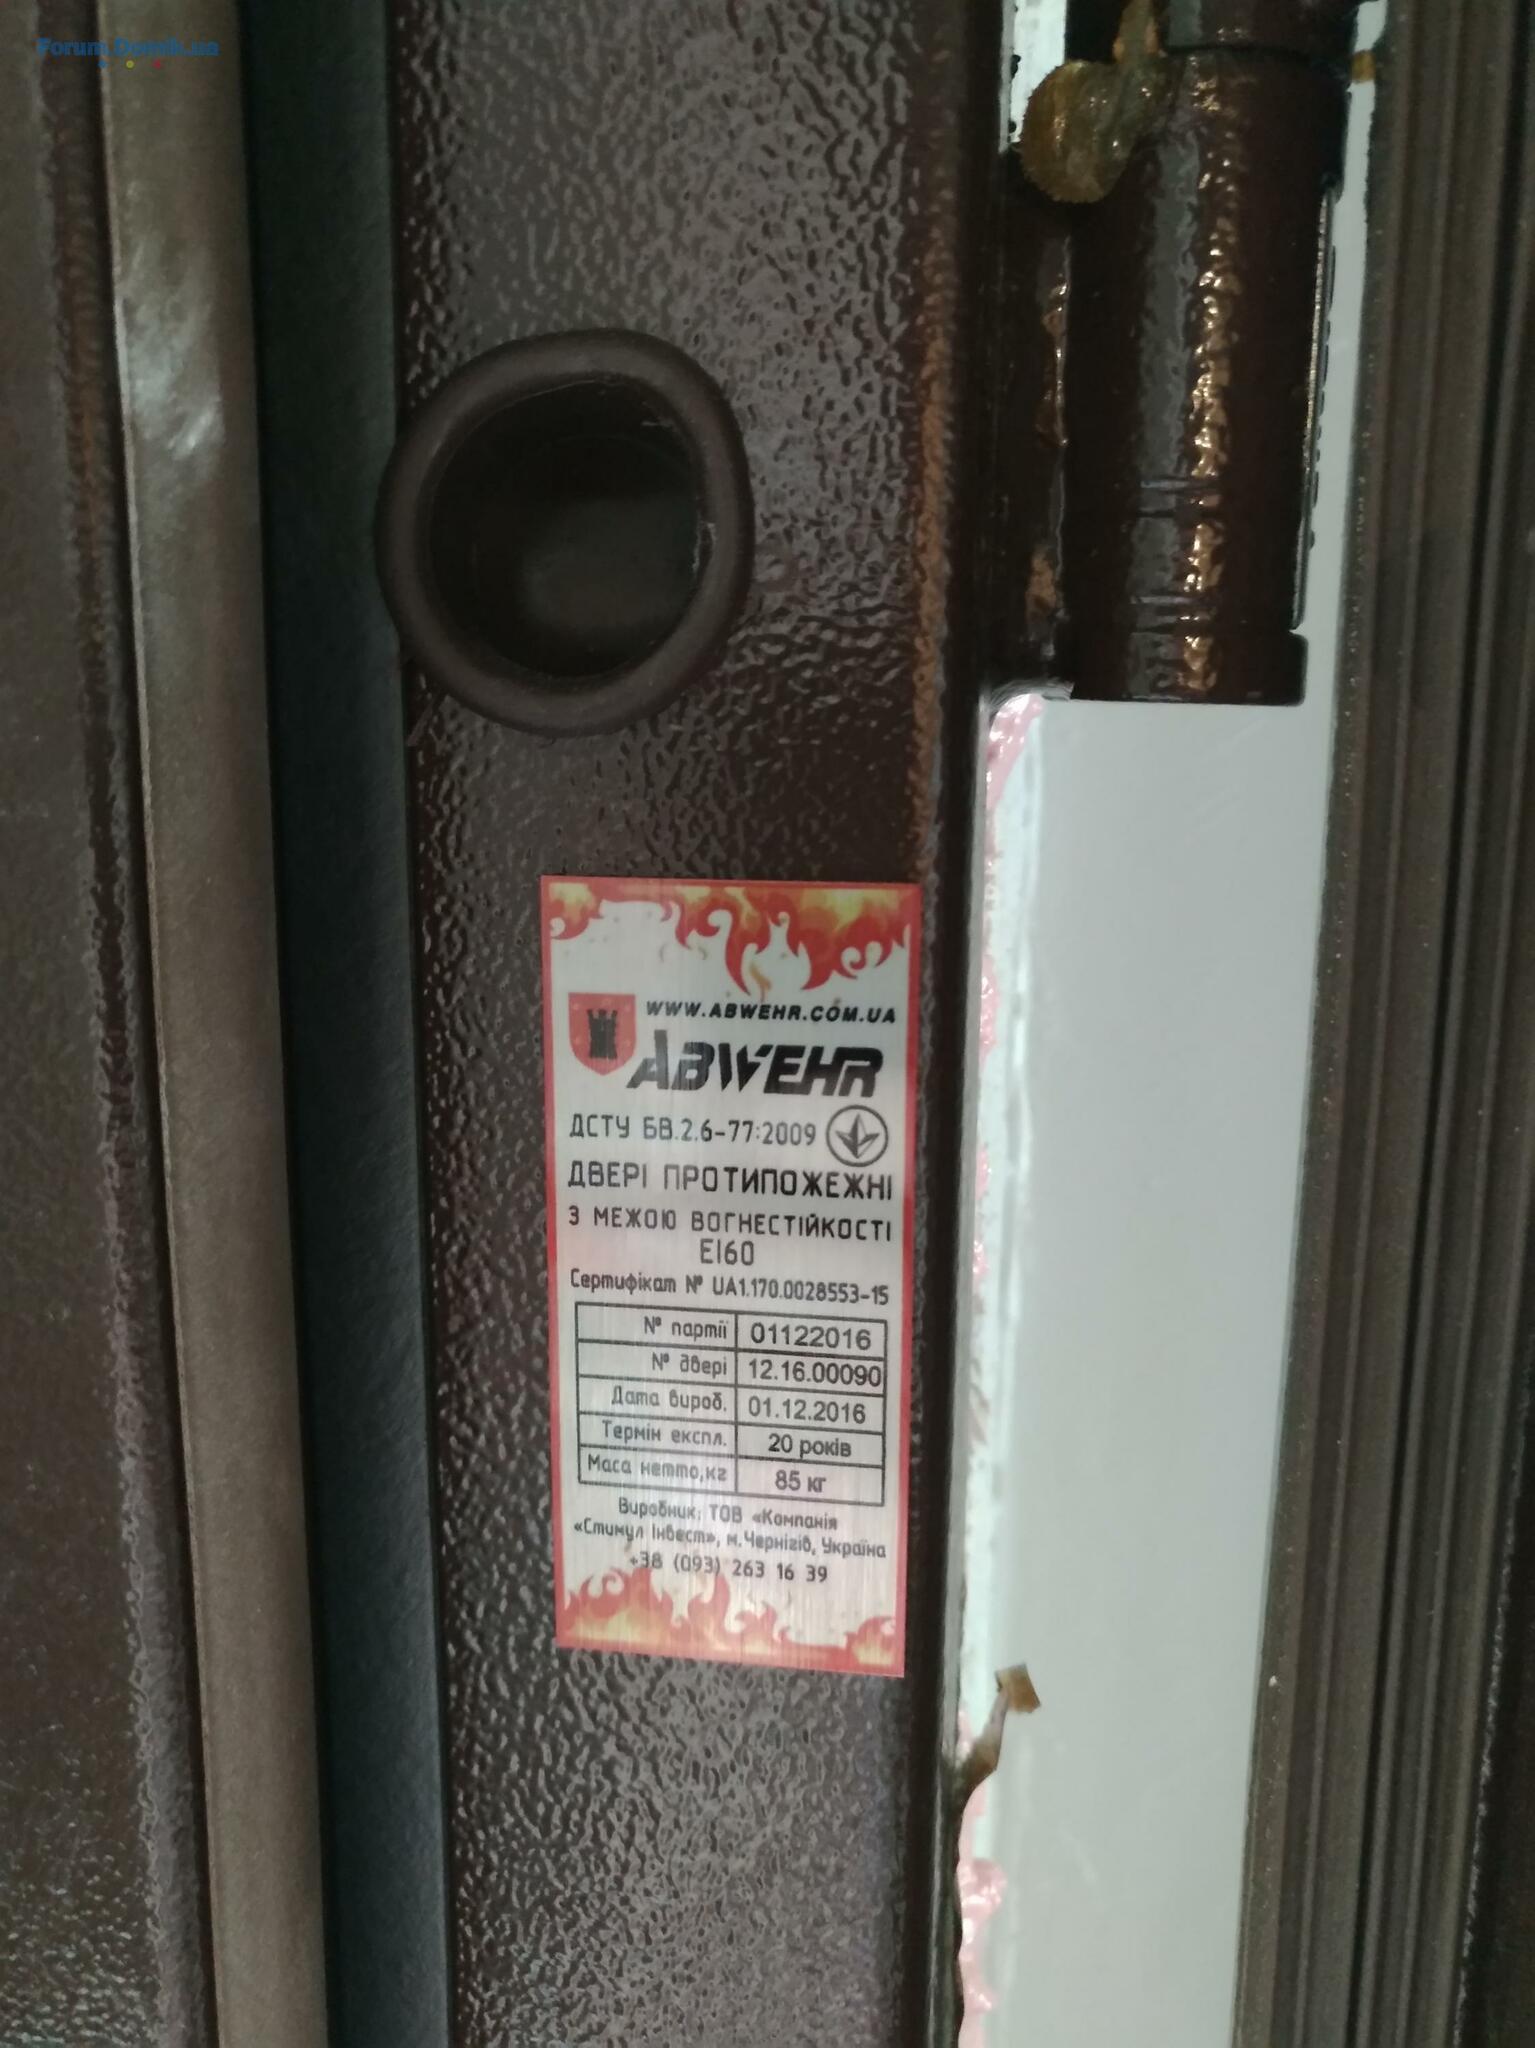 Forum.Domik.ua
WWW.ABWEHR.COM.UA
ABWEHR
ДСТУ БВ.2.6-77:2009
ДВЕРІ ПРОТИПОЖЕЖНІ
З МЕЖОЮ ВОГНЕСТІЙКОСТІ
EI60
Сертифікат № UA1.170.0028553-15
№ партії 01122016
№ двері 12.16.00090
Дата вироб. 01.12.2016
Термін експл. 20 років
Маса нетто,кг 85 кг
Виробник: ТОВ «Компанія
«Стимул Інвест», м.Чернігів, Україна
+38 (093) 263 16 39